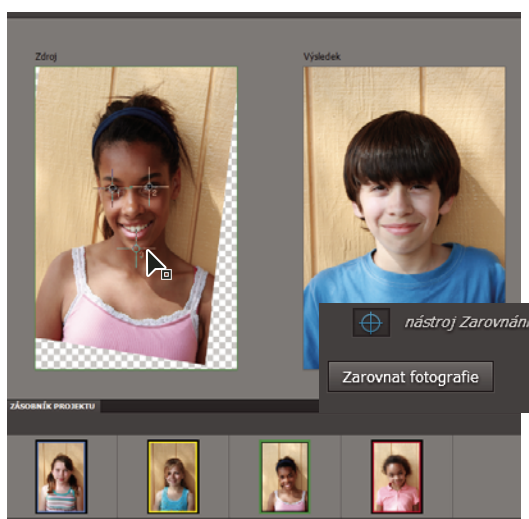 Zdroj
Výsledek
nástroj Zarovnání
Zarovnat fotografie
ZÁSOBNÍK PROJEKTU